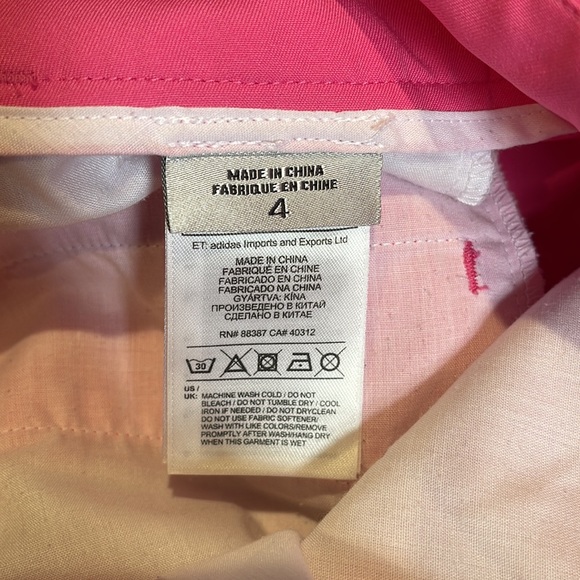 MADE IN CHINA
FABRIQUE EN CHINE
4
ET: adidas Imports and Exports Ltd
MADE IN CHINA
FABRIQUÉ EN CHINE
FABRICADO EN CHINA
FABRICADO NA CHINA
GYÁRTVA: KÍNA
ПРОИЗВЕДЕНО В КИТАЙ
СДЕЛАНО В КИТАЕ
RN# 88387 CA# 40312
30
US /
UK: MACHINE WASH COLD / DO NOT
BLEACH / DO NOT TUMBLE DRY / COOL
IRON IF NEEDED / DO NOT DRYCLEAN
DO NOT USE FABRIC SOFTENER/
WASH WITH LIKE COLORS/REMOVE
PROMPTLY AFTER WASH/HANG DRY
WHEN THIS GARMENT IS WET